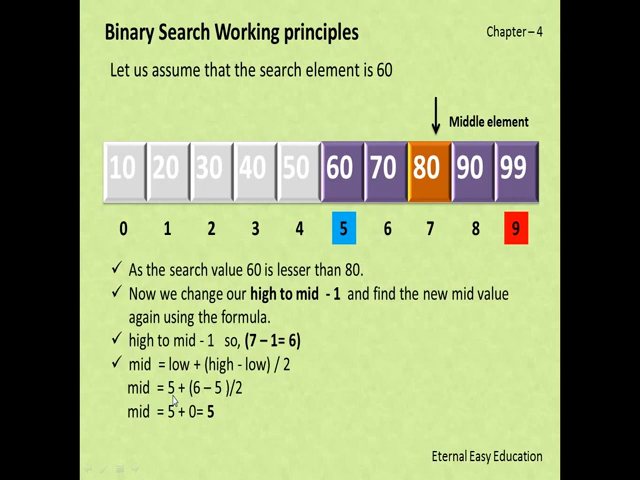 Binary Search Working principles
Chapter – 4
Let us assume that the search element is 60
Middle element
10 20 30 40 50 60 70 80 90 99
0 1 2 3 4 5 6 7 8 9
✓ As the search value 60 is lesser than 80.
✓ Now we change our high to mid - 1 and find the new mid value
again using the formula.
✓ high to mid - 1 so, (7 – 1= 6)
✓ mid = low + (high - low) / 2
mid = 5 + (6 – 5 )/2
mid = 5 + 0= 5
Eternal Easy Education